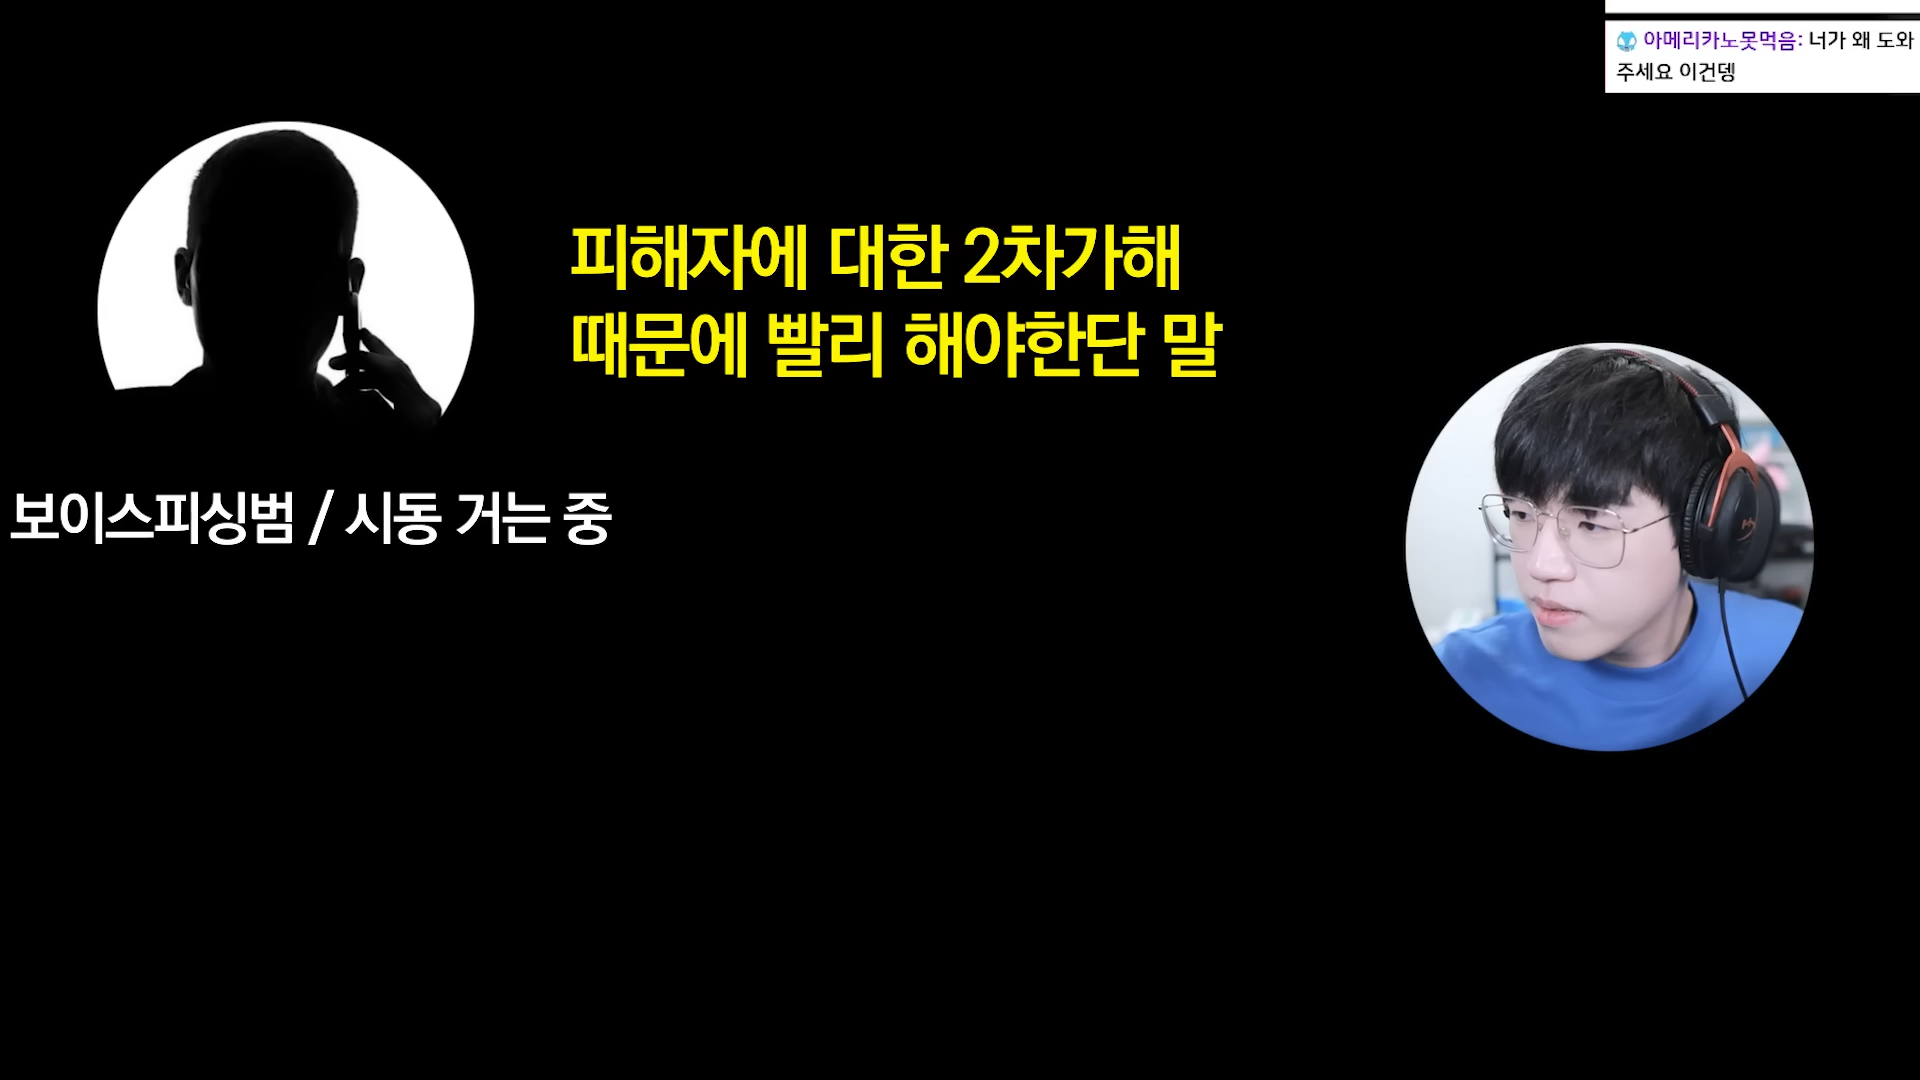 아메리카노못먹음: 너가 왜 도와
주세요 이건뎅
피해자에 대한 2차가해
때문에 빨리 해야한단 말
보이스피싱범 / 시동 거는 중